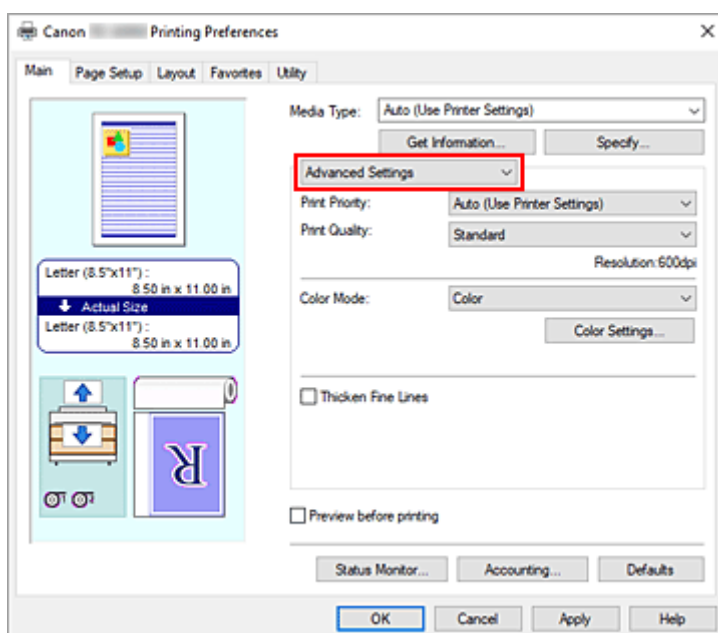 Canon Printing Preferences
Main Page Setup Layout Favorites Utility
Media Type: Auto (Use Printer Settings)
Get Information... Specify...
Advanced Settings
Print Priority: Auto (Use Printer Settings)
Print Quality: Standard
Resolution:600dpi
Letter (8.5"x11") :
8.50 in x 11.00 in
Actual Size
Letter (8.5"x11") :
8.50 in x 11.00 in
Color Mode: Color
Color Settings...
Thicken Fine Lines
R
Preview before printing
Status Monitor... Accounting... Defaults
OK Cancel Apply Help